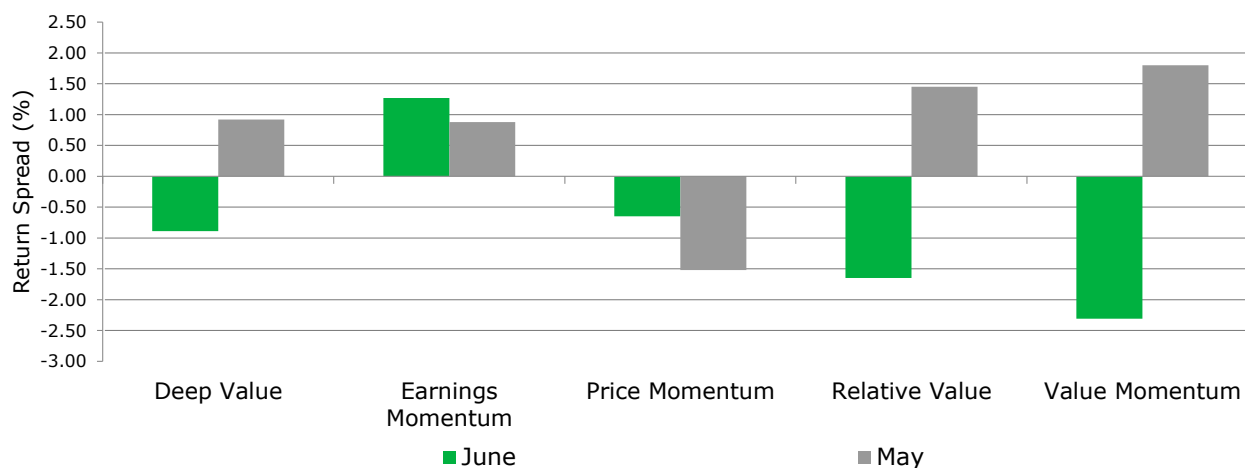 2.50
2.00
1.50
1.00
0.50
0.00
-0.50
-1.00
-1.50
-2.00
-2.50
-3.00
Return Spread (%)
Deep Value
Earnings
Momentum
Price Momentum
Relative Value
Value Momentum
June
May